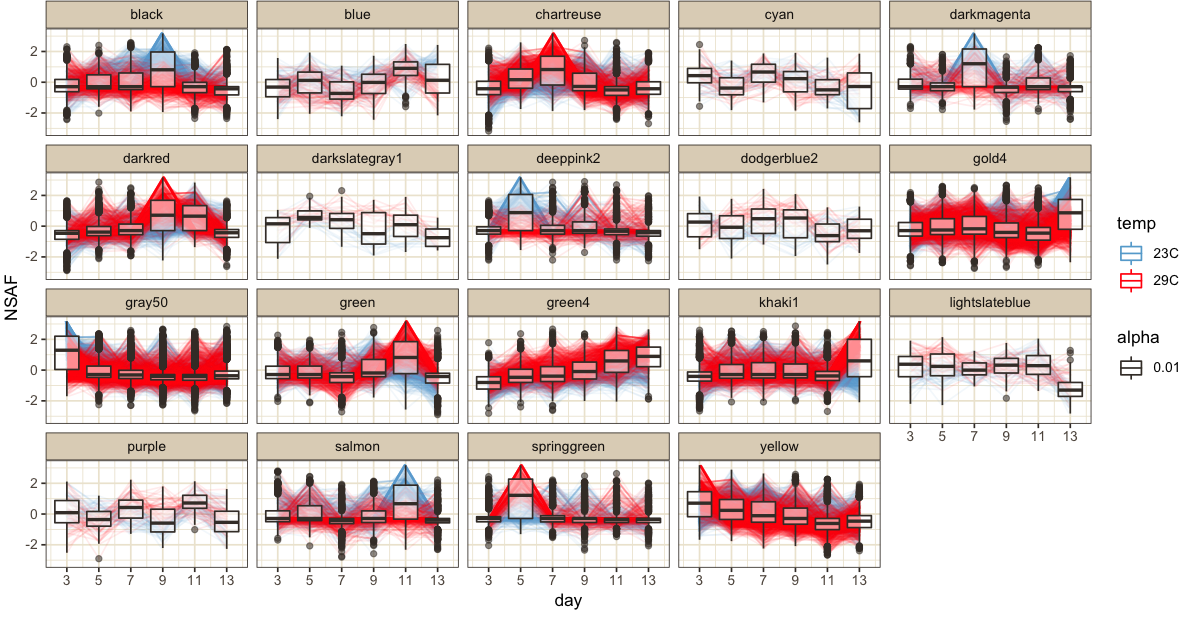 black blue chartreuse cyan darkmagenta
2
0
-2
darkred darkslategray1 deeppink2 dodgerblue2 gold4
2
0
-2
gray50 green green4 khaki1 lightslateblue
2
0
-2
3 5 7 9 11 13
purple salmon springgreen yellow
2
0
-2
3 5 7 9 11 13 3 5 7 9 11 13 3 5 7 9 11 13 3 5 7 9 11 13
day
NSAF
temp
23C
29C
alpha
0.01